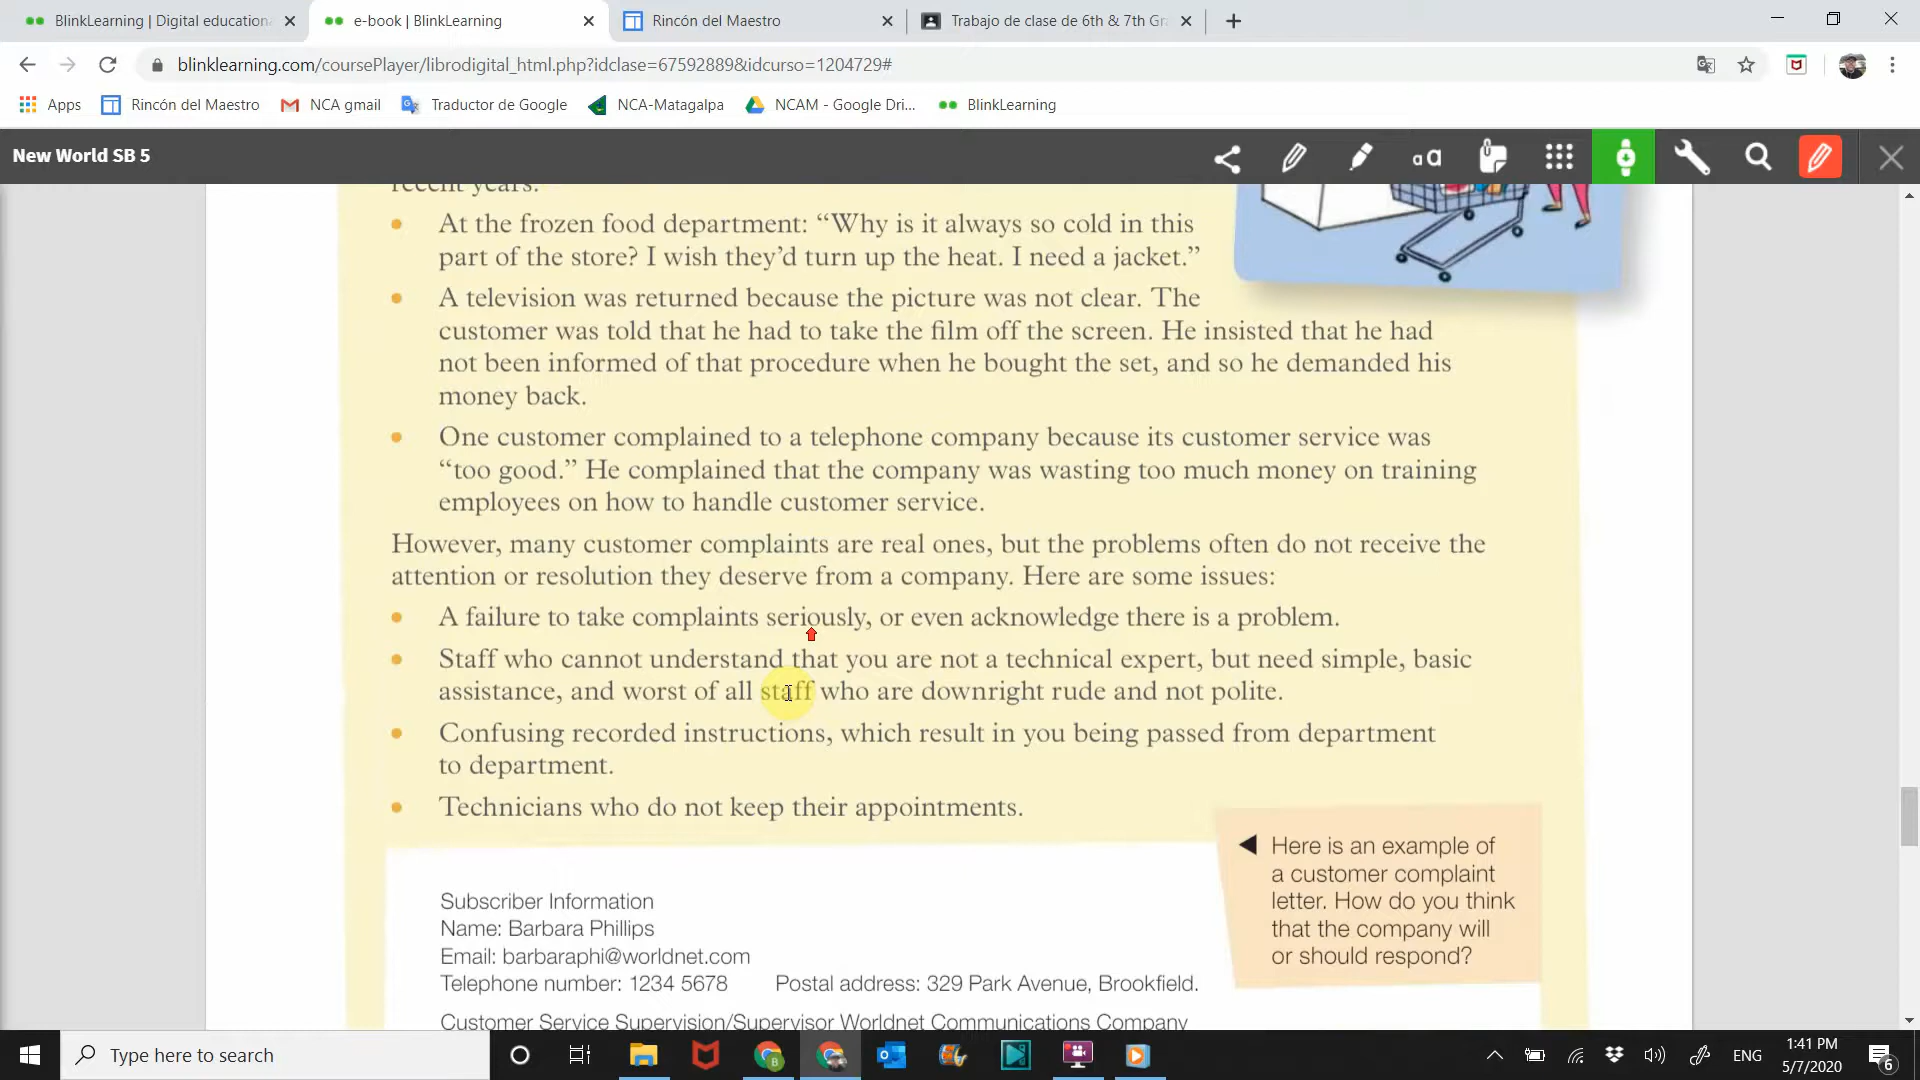 BlinkLearning | Digital educationa
e-book | BlinkLearning
Rincón del Maestro
Trabajo de clase de 6th & 7th Gr
blinklearning.com/coursePlayer/librodigital_html.php?idclase=67592889&idcurso=1204729#
Apps
Rincón del Maestro
NCA gmail
Traductor de Google
NCA-Matagalpa
NCAM - Google Dri...
BlinkLearning
New World SB 5
aa
recent years.
• At the frozen food department: “Why is it always so cold in this
part of the store? I wish they’d turn up the heat. I need a jacket.”
• A television was returned because the picture was not clear. The
customer was told that he had to take the film off the screen. He insisted that he had
not been informed of that procedure when he bought the set, and so he demanded his
money back.
• One customer complained to a telephone company because its customer service was
“too good.” He complained that the company was wasting too much money on training
employees on how to handle customer service.
However, many customer complaints are real ones, but the problems often do not receive the
attention or resolution they deserve from a company. Here are some issues:
• A failure to take complaints seriously, or even acknowledge there is a problem.
• Staff who cannot understand that you are not a technical expert, but need simple, basic
assistance, and worst of all staff who are downright rude and not polite.
• Confusing recorded instructions, which result in you being passed from department
to department.
• Technicians who do not keep their appointments.
Here is an example of
a customer complaint
letter. How do you think
that the company will
or should respond?
Subscriber Information
Name: Barbara Phillips
Email: barbaraphi@worldnet.com
Telephone number: 1234 5678 Postal address: 329 Park Avenue, Brookfield.
Customer Service Supervision/Supervisor Worldnet Communications Company
Type here to search
ENG
1:41 PM
5/7/2020
6